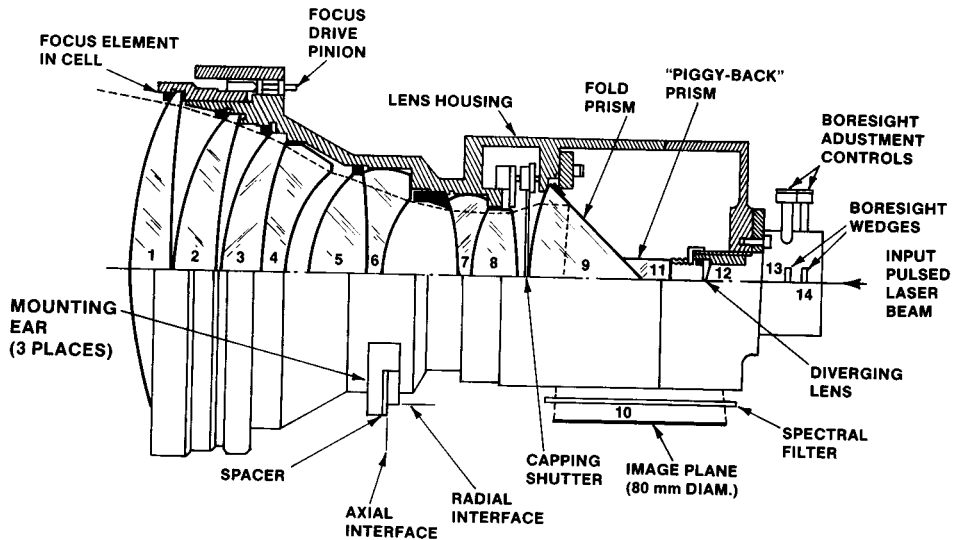 FOCUS ELEMENT
IN CELL
FOCUS
DRIVE
PINION
LENS HOUSING
FOLD
PRISM
"PIGGY-BACK"
PRISM
BORESIGHT
ADUSTMENT
CONTROLS
BORESIGHT
WEDGES
INPUT
PULSED
LASER
BEAM
1
2
3
4
5
6
7
8
9
11
12
13
14
MOUNTING
EAR
(3 PLACES)
DIVERGING
LENS
10
SPECTRAL
FILTER
SPACER
CAPPING
SHUTTER
IMAGE PLANE
(80 mm DIAM.)
AXIAL
INTERFACE
RADIAL
INTERFACE